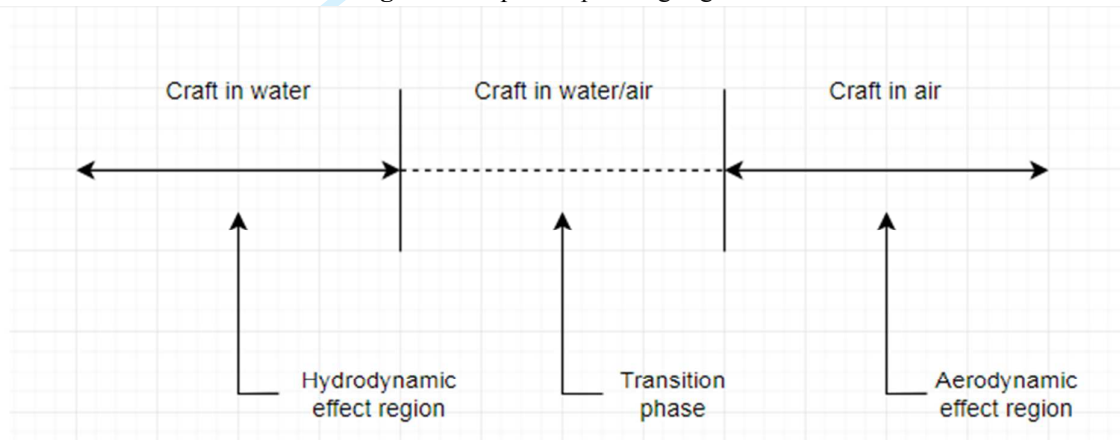 Craft in water
Craft in water/air
Craft in air
Hydrodynamic
effect region
Transition
phase
Aerodynamic
effect region